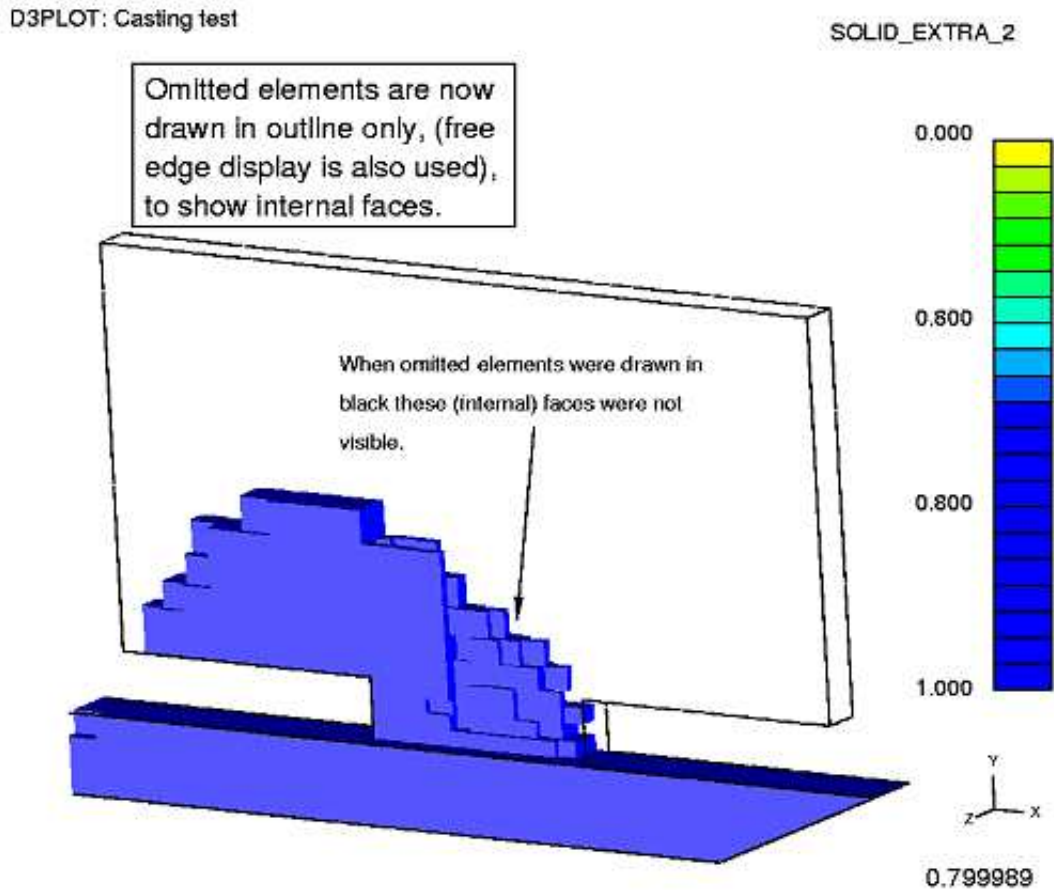 D3PLOT: Casting test
SOLID_EXTRA_2
Omitted elements are now
drawn in outline only, (free
edge display is also used),
to show internal faces.
0.000
0.800
When omitted elements were drawn in
black these (internal) faces were not
visible.
0.800
1.000
Y
Z
X
0.799989